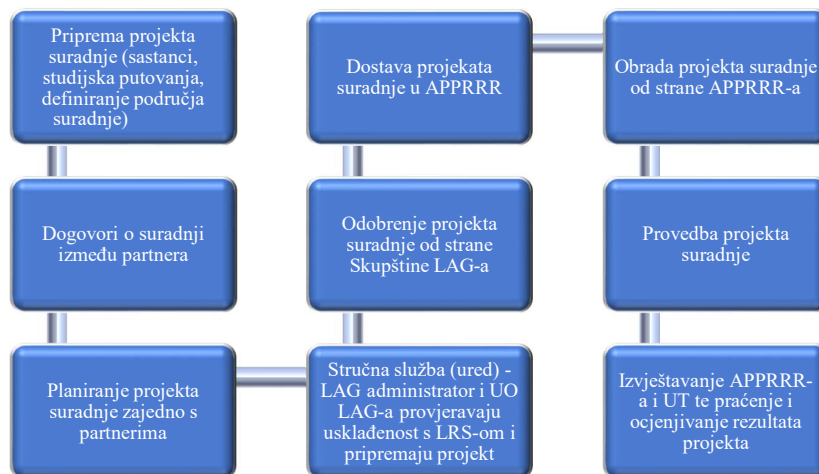 Priprema projekta
suradnje (sastanci,
studijska putovanja,
definiranje područja
suradnje)
Dogovori o suradnji
između partnera
Planiranje projekta
suradnje zajedno s
partnerima
Stručna služba (ured) -
LAG administrator i UO
LAG-a provjeravaju
usklađenost s LRS-om i
pripremaju projekt
Odobrenje projekta
suradnje od strane
Skupštine LAG-a
Dostava projekata
suradnje u APPRRR
Obrada projekta suradnje
od strane APPRRR-a
Provedba projekta
suradnje
Izvještavanje APPRRR-
a i UT te praćenje i
ocjenjivanje rezultata
projekta